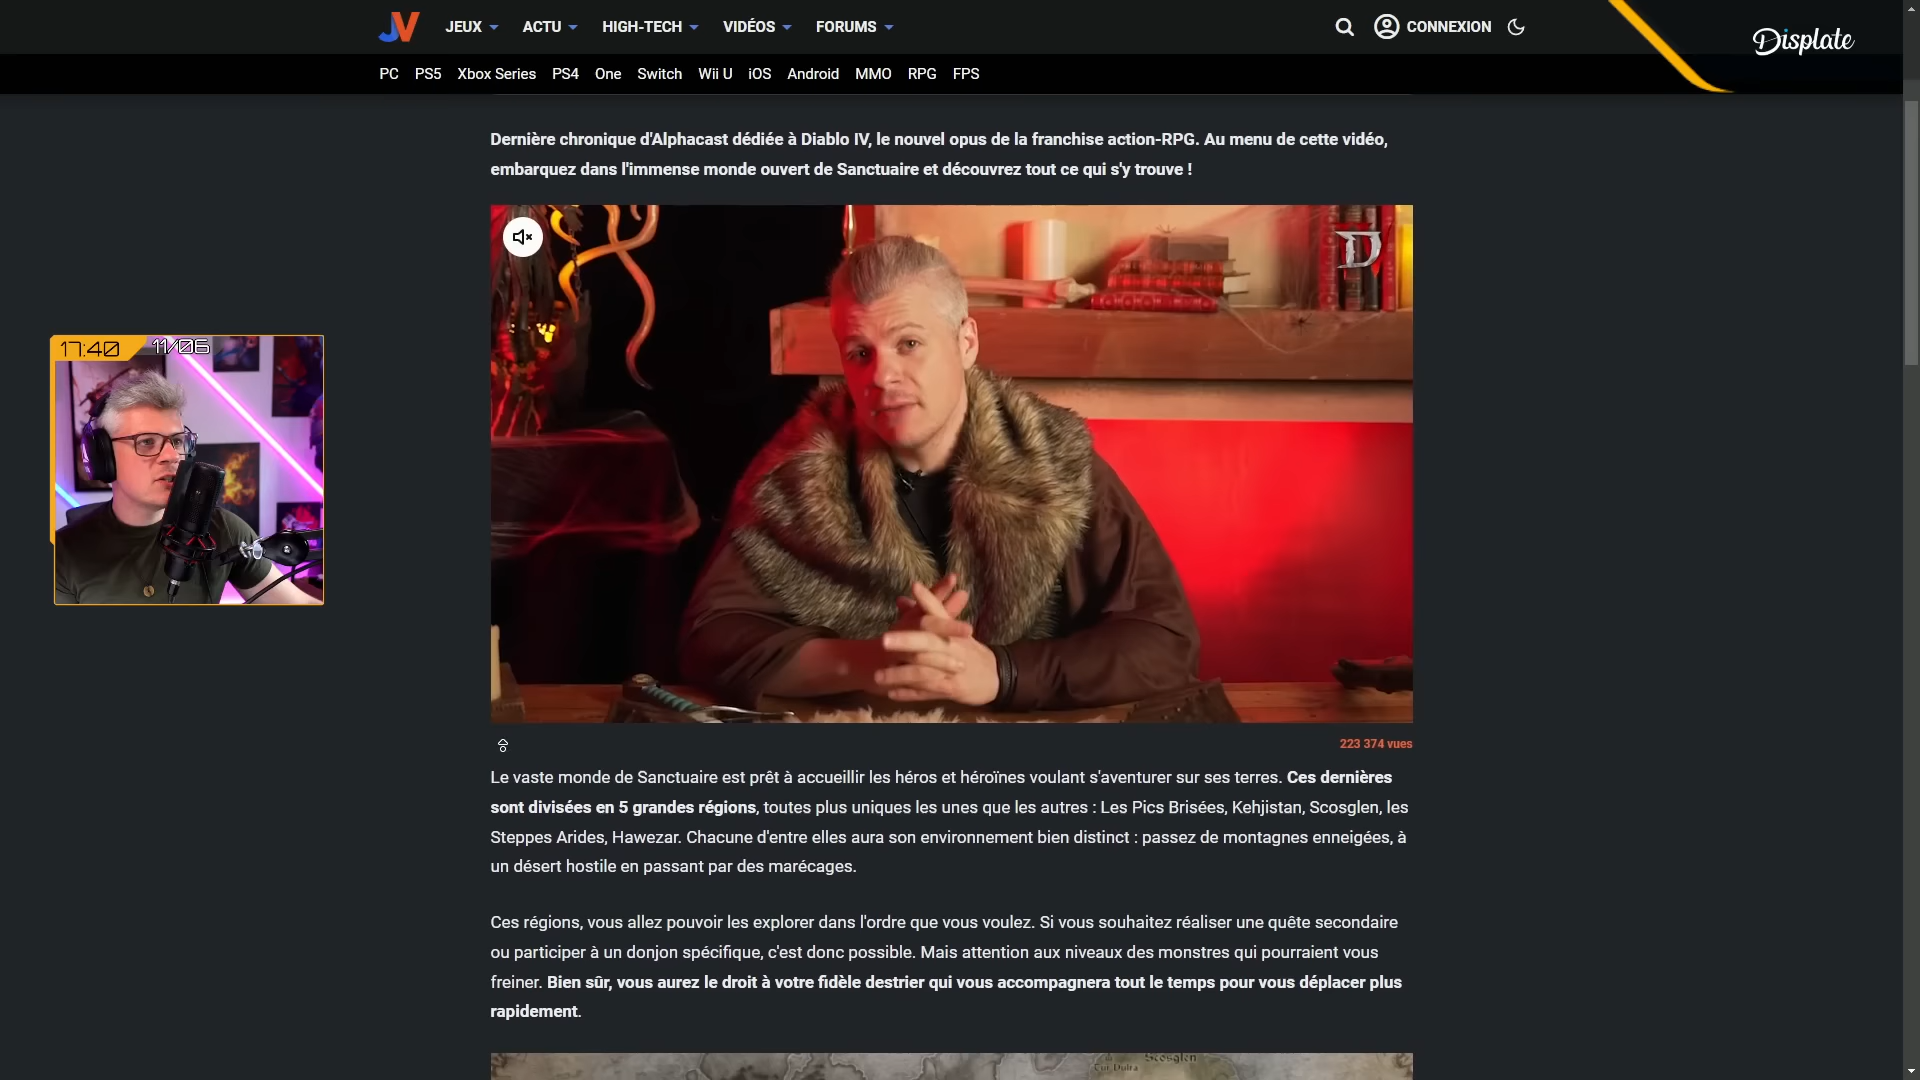 JV JEUX ACTU HIGH-TECH VIDÉOS FORUMS CONNEXION
Displate
PC PS5 Xbox Series PS4 One Switch Wii U iOS Android MMO RPG FPS
Dernière chronique d'Alphacast dédiée à Diablo IV, le nouvel opus de la franchise action-RPG. Au menu de cette vidéo,
embarquez dans l'immense monde ouvert de Sanctuaire et découvrez tout ce qui s'y trouve !
D
17:40 11/06
223 374 vues
Le vaste monde de Sanctuaire est prêt à accueillir les héros et héroïnes voulant s'aventurer sur ses terres. Ces dernières
sont divisées en 5 grandes régions, toutes plus uniques les unes que les autres : Les Pics Brisées, Kehjistan, Scosglen, les
Steppes Arides, Hawezar. Chacune d'entre elles aura son environnement bien distinct : passez de montagnes enneigées, à
un désert hostile en passant par des marécages.
Ces régions, vous allez pouvoir les explorer dans l'ordre que vous voulez. Si vous souhaitez réaliser une quête secondaire
ou participer à un donjon spécifique, c'est donc possible. Mais attention aux niveaux des monstres qui pourraient vous
freiner. Bien sûr, vous aurez le droit à votre fidèle destrier qui vous accompagnera tout le temps pour vous déplacer plus
rapidement.
Scosglen
Tur Dulra